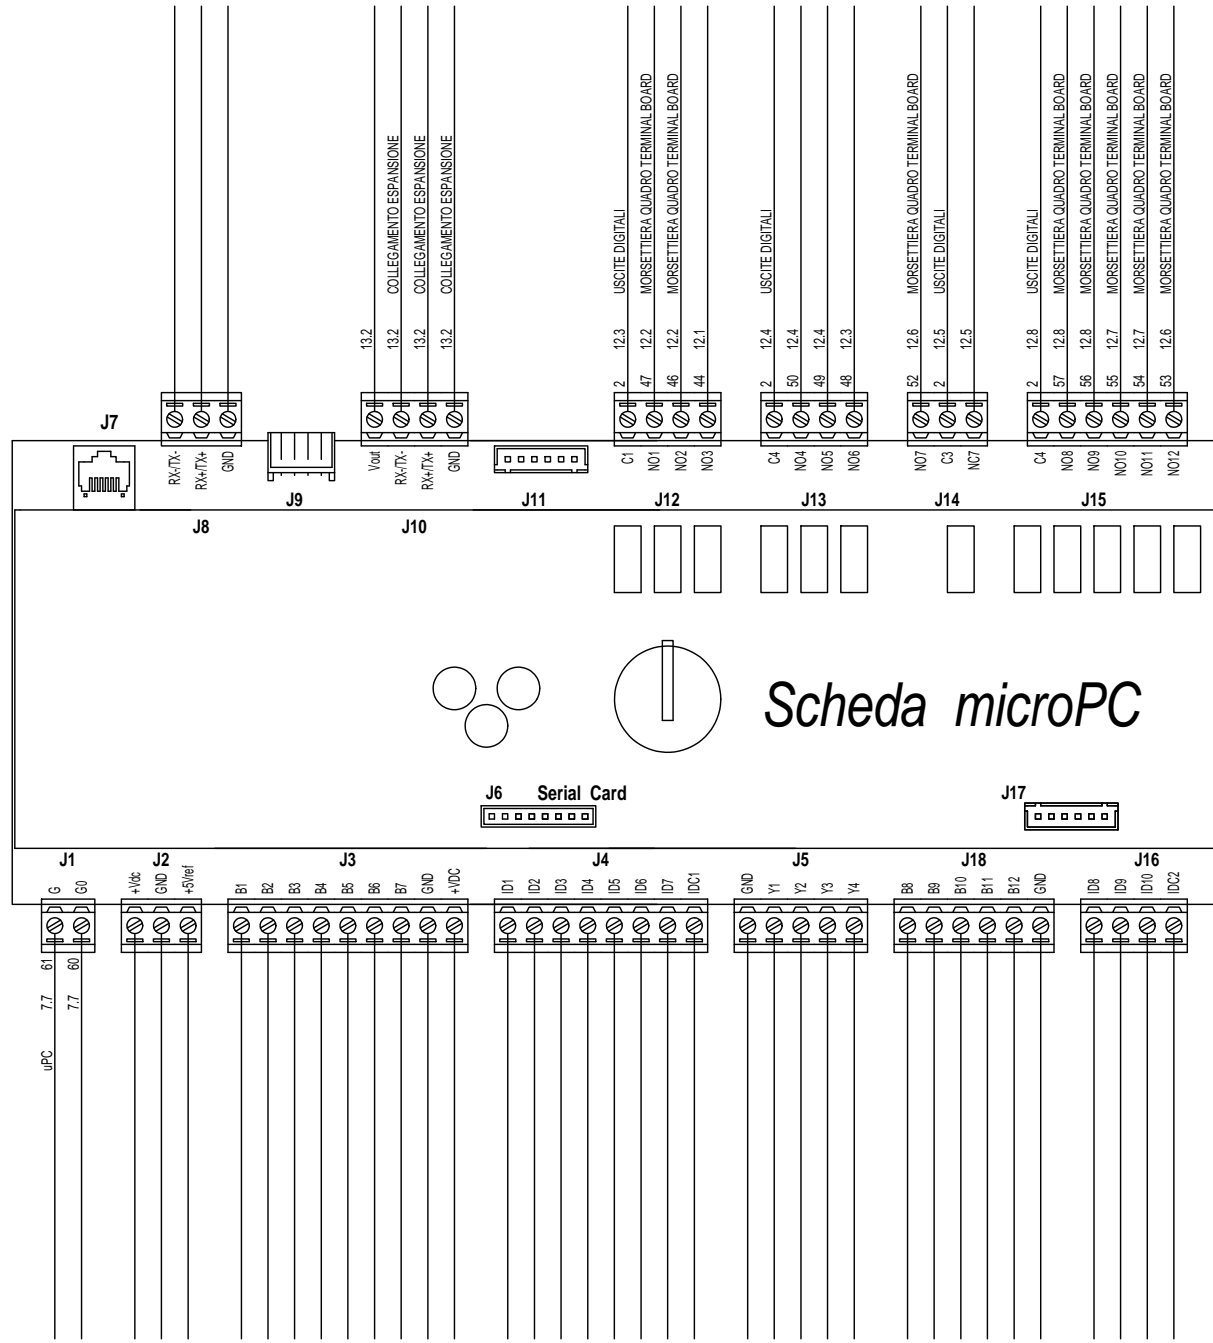 COLLEGAMENTO ESPANSIONE
COLLEGAMENTO ESPANSIONE
COLLEGAMENTO ESPANSIONE
USCITE DIGITALI
MORSETTIERA QUADRO TERMINAL BOARD
MORSETTIERA QUADRO TERMINAL BOARD
USCITE DIGITALI
MORSETTIERA QUADRO TERMINAL BOARD
USCITE DIGITALI
USCITE DIGITALI
MORSETTIERA QUADRO TERMINAL BOARD
MORSETTIERA QUADRO TERMINAL BOARD
MORSETTIERA QUADRO TERMINAL BOARD
MORSETTIERA QUADRO TERMINAL BOARD
MORSETTIERA QUADRO TERMINAL BOARD
13.2 13.2 13.2 13.2 12.3 12.2 12.2 12.1 12.4 12.4 12.4 12.3 12.6 12.5 12.5 12.8 12.8 12.8 12.7 12.7 12.6
2 47 46 44 2 50 49 48 52 2 2 57 56 55 54 53
J7
RX-/TX- RX+/TX+ GND
Vout RX-/TX- RX+/TX+ GND
C1 NO1 NO2 NO3
C4 NO4 NO5 NO6
NO7 C3 NC7
C4 NO8 NO9 NO10 NO11 NO12
J9 J11 J12 J13 J14 J15
J8 J10
Scheda microPC
J6 Serial Card
J17
J1 J2 J3 J4 J5 J18 J16
G G0
+Vdc GND +5Vref
B1 B2 B3 B4 B5 B6 B7 GND +VDC
ID1 ID2 ID3 ID4 ID5 ID6 ID7 IDC1
GND Y1 Y2 Y3 Y4
B8 B9 B10 B11 B12 GND
ID8 ID9 ID10 IDC2
61 60
7.7 7.7
uPC